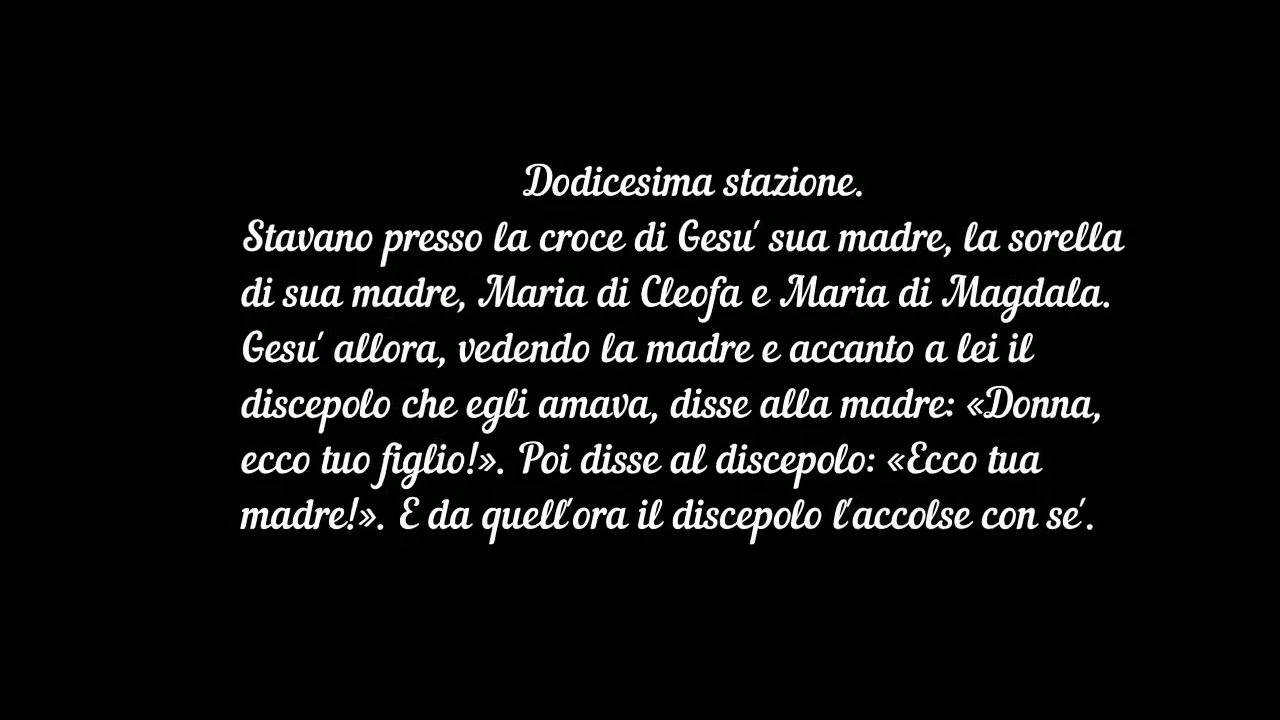 Dodicesima stazione.
Stavano presso la croce di Gesu' sua madre, la sorella
di sua madre, Maria di Cleofa e Maria di Magdala.
Gesu' allora, vedendo la madre e accanto a lei il
discepolo che egli amava, disse alla madre: «Donna,
ecco tuo figlio!». Poi disse al discepolo: «Ecco tua
madre!». E da quell'ora il discepolo l'accolse con se'.